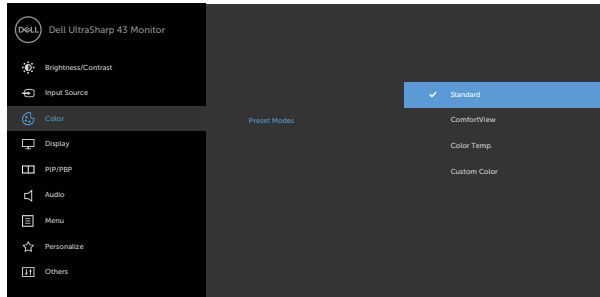 DELL
Dell UltraSharp 43 Monitor
Brightness/Contrast
Input Source
Color
Display
PIP/PBP
Audio
Menu
Personalize
Others
Preset Modes
Standard
ComfortView
Color Temp.
Custom Color